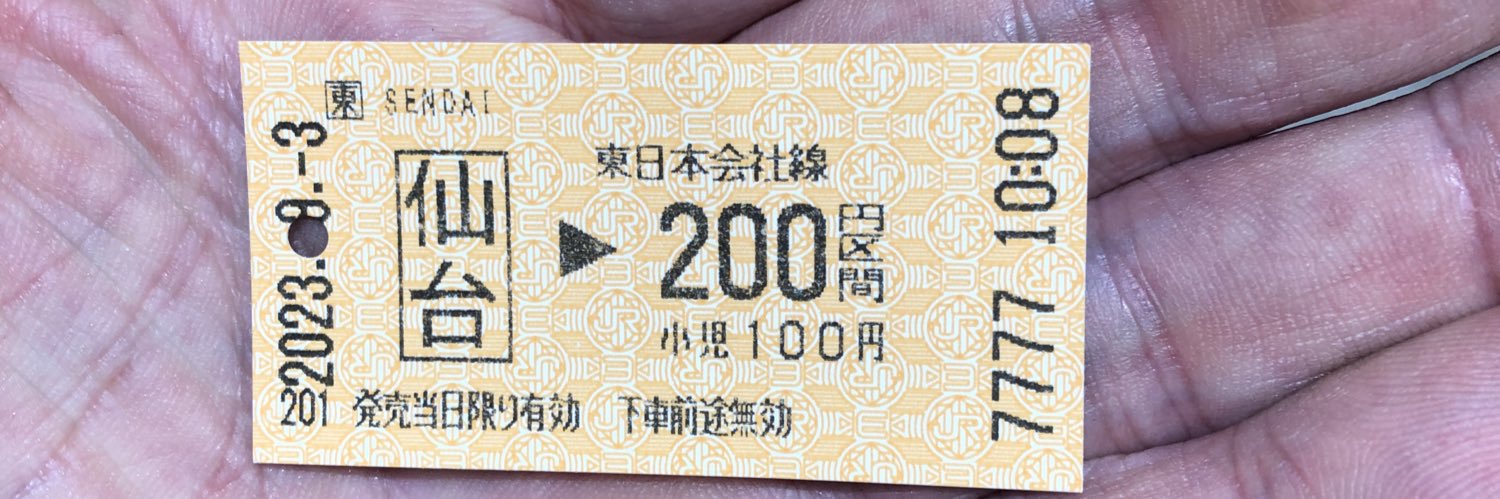 東 SENDAI
2023.-8.-3
仙台
▶
東日本会社線
200円区間
小児100円
201 発売当日限り有効 下車前途無効
7777 10:08